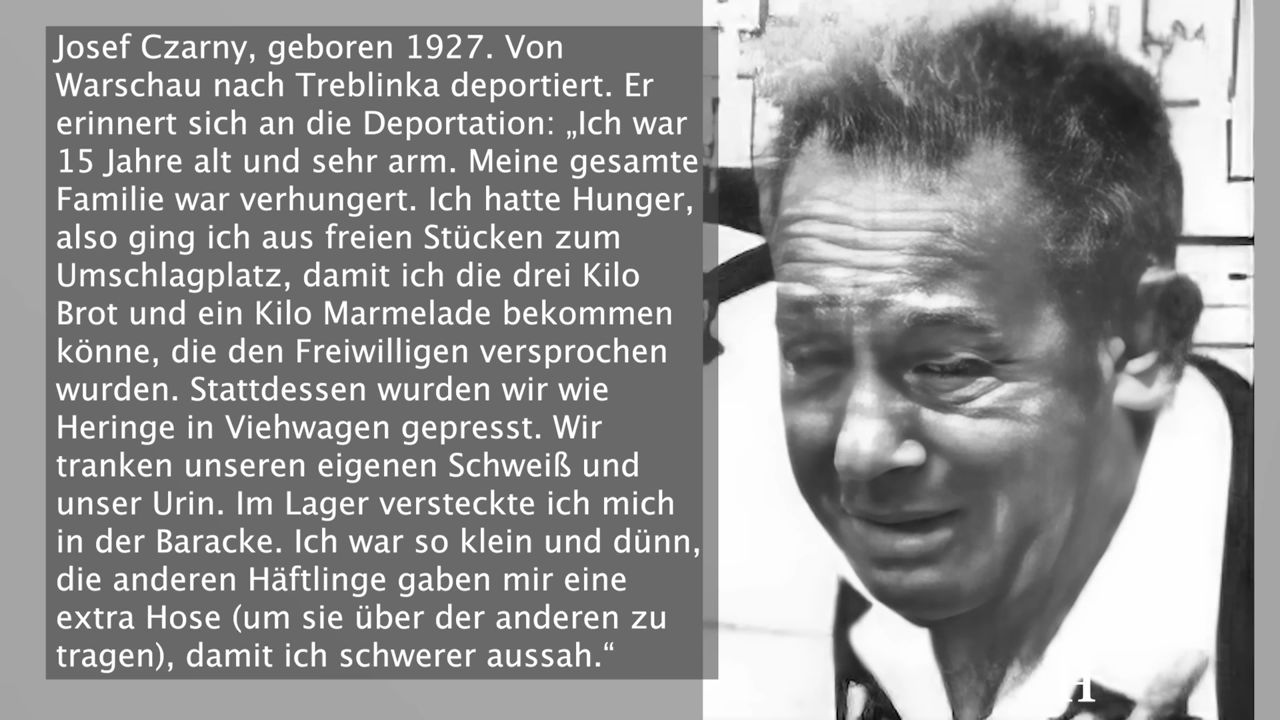 Josef Czarny, geboren 1927. Von
Warschau nach Treblinka deportiert. Er
erinnert sich an die Deportation: „Ich war
15 Jahre alt und sehr arm. Meine gesamte
Familie war verhungert. Ich hatte Hunger,
also ging ich aus freien Stücken zum
Umschlagplatz, damit ich die drei Kilo
Brot und ein Kilo Marmelade bekommen
könne, die den Freiwilligen versprochen
wurden. Stattdessen wurden wir wie
Heringe in Viehwagen gepresst. Wir
tranken unseren eigenen Schweiß und
unser Urin. Im Lager versteckte ich mich
in der Baracke. Ich war so klein und dünn,
die anderen Häftlinge gaben mir eine
extra Hose (um sie über der anderen zu
tragen), damit ich schwerer aussah.“